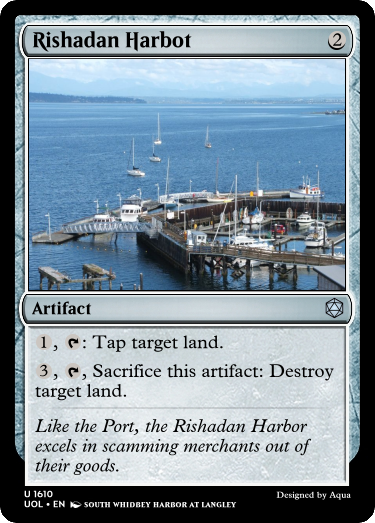 Rishadan Harbot 2
Artifact
1, : Tap target land.
3, , Sacrifice this artifact: Destroy
target land.
Like the Port, the Rishadan Harbor
excels in scamming merchants out of
their goods.
U 1610
UOL • EN SOUTH WHIDBEY HARBOR AT LANGLEY
Designed by Aqua